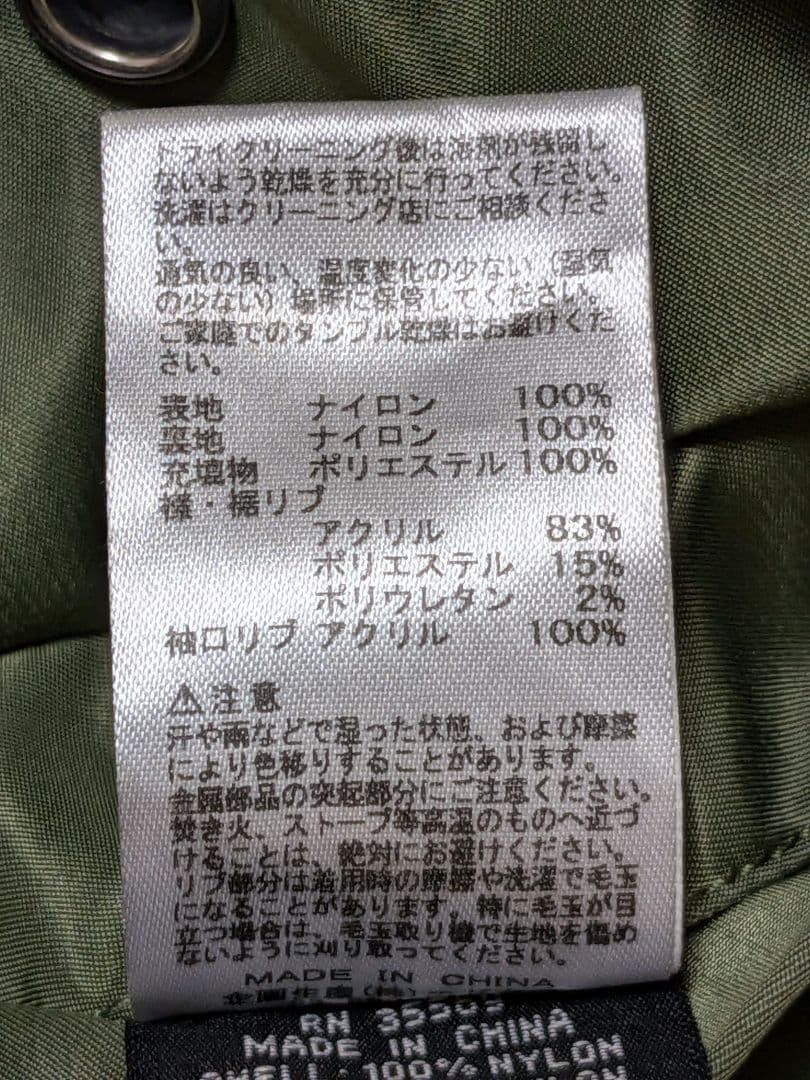 ドライクリーニング後は溶剤が残留し
ないよう乾燥を充分に行ってください。
洗濯はクリーニング店にご相談くださ
い。
通気の良い、温度変化の少ない(湿気
の少ない)場所に保管してください。
ご家庭でのタンブル乾燥はお避けくだ
さい。
表地 ナイロン 100%
裏地 ナイロン 100%
充填物 ポリエステル 100%
襟・裾リブ
アクリル 83%
ポリエステル 15%
ポリウレタン 2%
袖口リブ アクリル 100%
⚠注意
汗や雨などで湿った状態、および摩擦
により色移りすることがあります。
金属部品の突起部分にご注意ください。
焚き火、ストーブ等高温のものへ近づ
けることは、絶対にお避けください。
リブ部分は着用時の摩擦や洗濯で毛玉
になることがあります。特に毛玉が目
立つ場合は、毛玉取り機で生地を傷め
ないように刈り取ってください。
MADE IN CHINA
RN
MADE IN CHINA
SHELL:100% NYLON